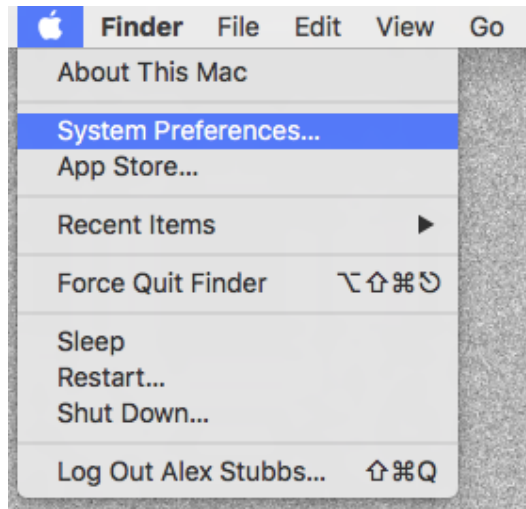 Finder File Edit View Go
About This Mac
System Preferences...
App Store...
Recent Items ▶
Force Quit Finder ⌥⇧⌘⎋
Sleep
Restart...
Shut Down...
Log Out Alex Stubbs... ⇧⌘Q